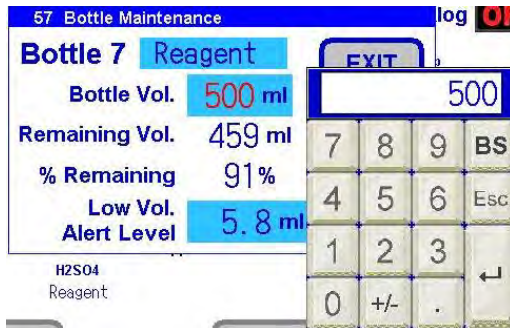 57 Bottle Maintenance
log
Bottle 7 Reagent
EXIT
500
Bottle Vol. 500 ml
Remaining Vol. 459 ml
% Remaining 91%
Low Vol.
Alert Level 5.8 ml
7 8 9 BS
4 5 6 Esc
1 2 3
0 +/- .
H2SO4
Reagent